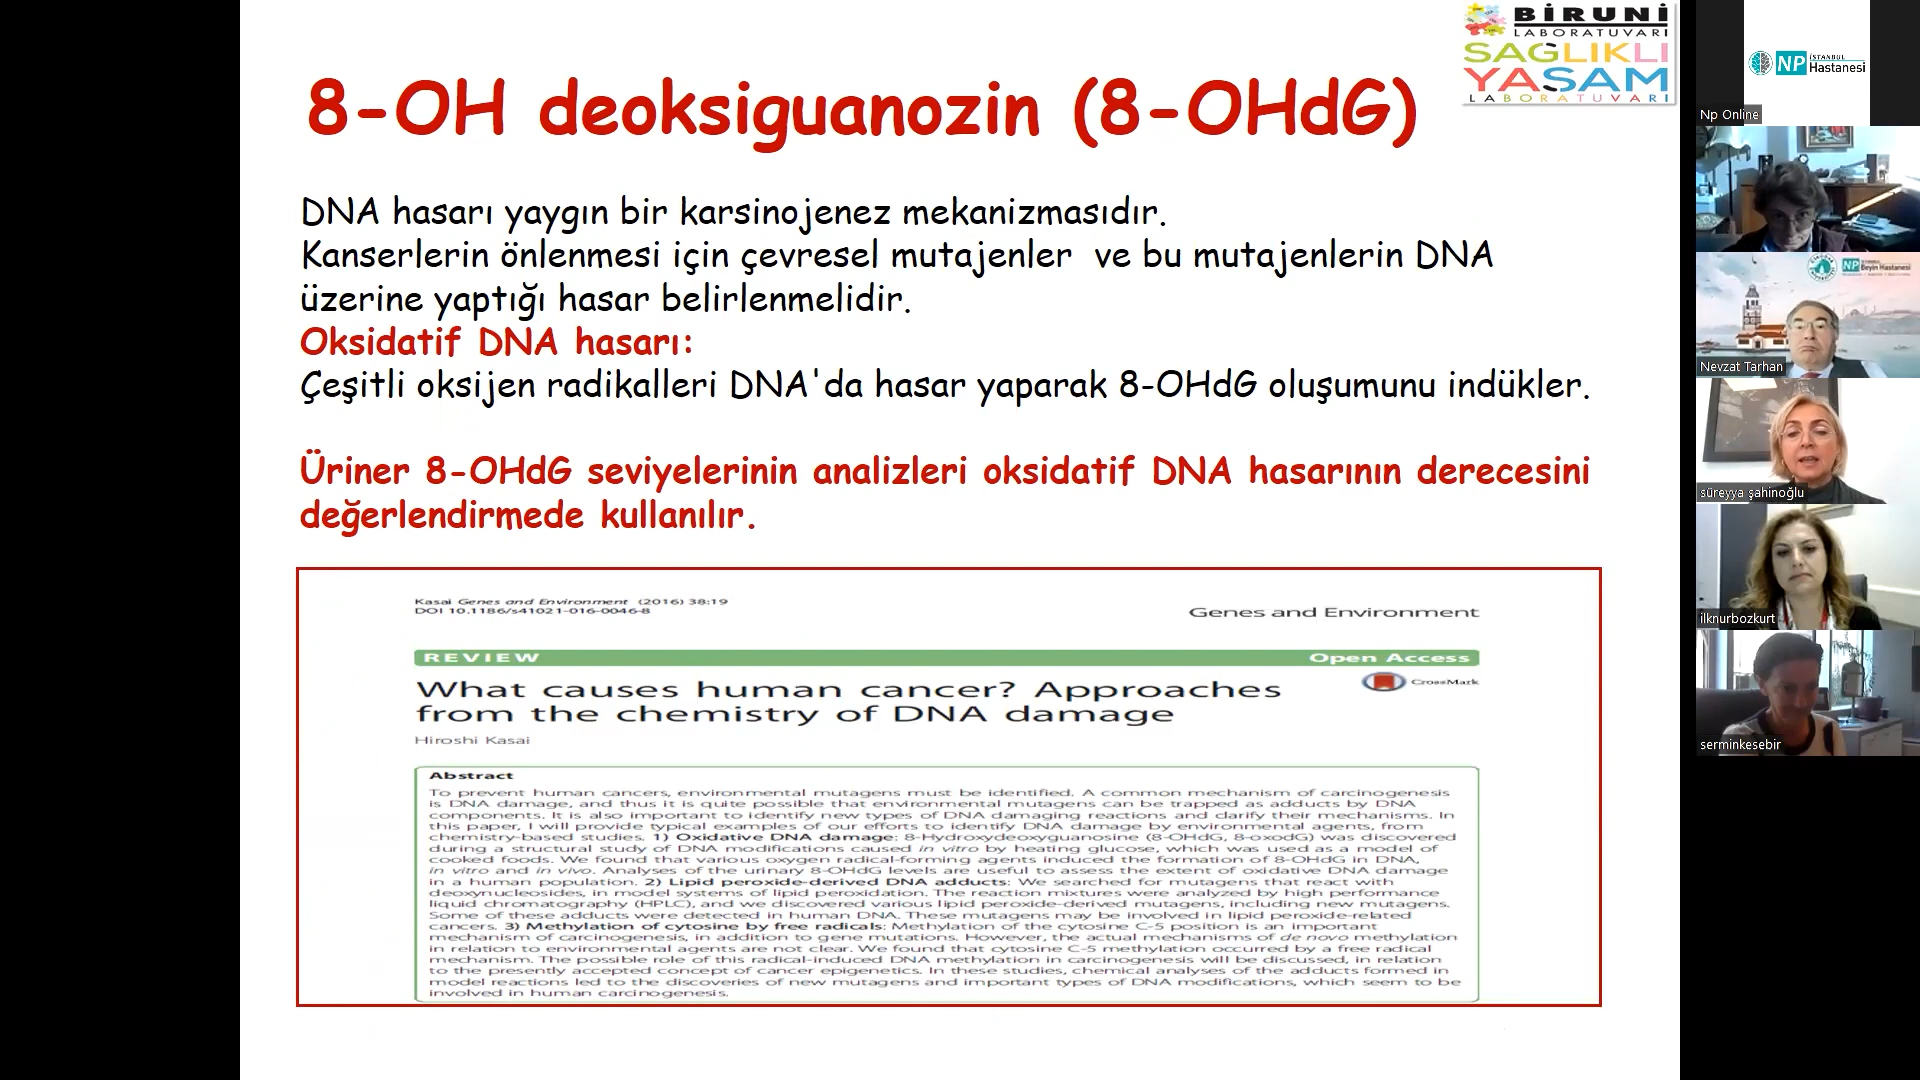 BİRUNİ
LABORATUVARI
SAĞLIKLI
YAŞAM
LABORATUVARI
8-OH deoksiguanozin (8-OHdG)
DNA hasarı yaygın bir karsinojenez mekanizmasıdır.
Kanserlerin önlenmesi için çevresel mutajenler ve bu mutajenlerin DNA
üzerine yaptığı hasar belirlenmelidir.
Oksidatif DNA hasarı:
Çeşitli oksijen radikalleri DNA'da hasar yaparak 8-OHdG oluşumunu indükler.
Üriner 8-OHdG seviyelerinin analizleri oksidatif DNA hasarının derecesini
değerlendirmede kullanılır.
Kasai Genes and Environment (2016) 38:19
DOI 10.1186/s41021-016-0046-8
Genes and Environment
REVIEW
Open Access
What causes human cancer? Approaches
from the chemistry of DNA damage
CrossMark
Hiroshi Kasai
Abstract
To prevent human cancers, environmental mutagens must be identified. A common mechanism of carcinogenesis
is DNA damage, and thus it is quite possible that environmental mutagens can be trapped as adducts by DNA
components. It is also important to identify new types of DNA damaging reactions and clarify their mechanisms. In
this paper, I will provide typical examples of our efforts to identify DNA damage by environmental agents, from
chemistry-based studies. 1) Oxidative DNA damage: 8-Hydroxydeoxyguanosine (8-OHdG, 8-oxodG) was discovered
during a structural study of DNA modifications caused in vitro by heating glucose, which was used as a model of
cooked foods. We found that various oxygen radical-forming agents induced the formation of 8-OHdG in DNA,
in vitro and in vivo. Analyses of the urinary 8-OHdG levels are useful to assess the extent of oxidative DNA damage
in a human population. 2) Lipid peroxide-derived DNA adducts: We searched for mutagens that react with
deoxynucleosides, in model systems of lipid peroxidation. The reaction mixtures were analyzed by high performance
liquid chromatography (HPLC), and we discovered various lipid peroxide-derived mutagens, including new mutagens.
Some of these adducts were detected in human DNA. These mutagens may be involved in lipid peroxide-related
cancers. 3) Methylation of cytosine by free radicals: Methylation of the cytosine C-5 position is an important
mechanism of carcinogenesis, in addition to gene mutations. However, the actual mechanisms of de novo methylation
in relation to environmental agents are not clear. We found that cytosine C-5 methylation occurred by a free radical
mechanism. The possible role of this radical-induced DNA methylation in carcinogenesis will be discussed, in relation
to the presently accepted concept of cancer epigenetics. In these studies, chemical analyses of the adducts formed in
model reactions led to the discoveries of new mutagens and important types of DNA modifications, which seem to be
involved in human carcinogenesis.
NP İSTANBUL
Hastanesi
Np Online
NP İSTANBUL
Beyin Hastanesi
Nevzat Tarhan
süreyya şahinoğlu
ilknurbozkurt
serminkesebir